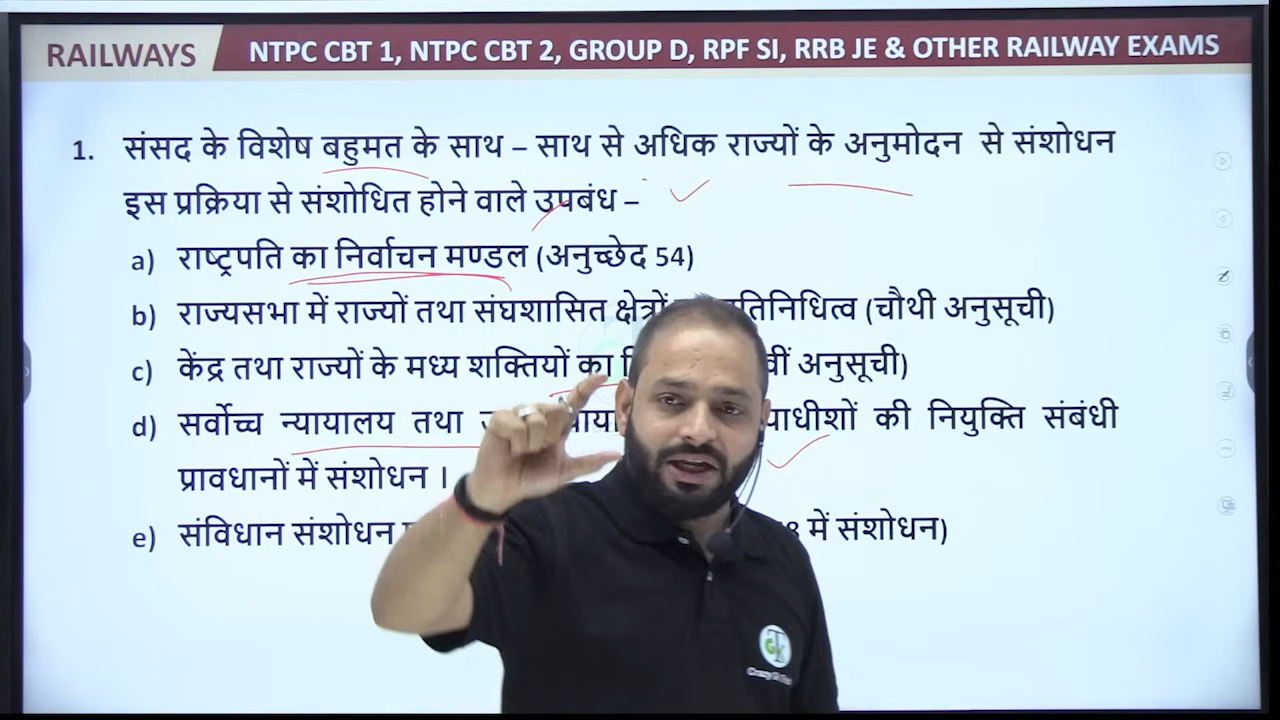 RAILWAYS
NTPC CBT 1, NTPC CBT 2, GROUP D, RPF SI, RRB JE & OTHER RAILWAY EXAMS
1. संसद के विशेष बहुमत के साथ – साथ से अधिक राज्यों के अनुमोदन से संशोधन
इस प्रक्रिया से संशोधित होने वाले उपबंध –
a) राष्ट्रपति का निर्वाचन मण्डल (अनुच्छेद 54)
b) राज्यसभा में राज्यों तथा संघशासित क्षेत्रों (चौथी अनुसूची)
c) केंद्र तथा राज्यों के मध्य शक्तियों का अनुसूची)
d) सर्वोच्च न्यायालय तथा की नियुक्ति संबंधी
प्रावधानों में संशोधन ।
e) संविधान संशोधन में संशोधन)